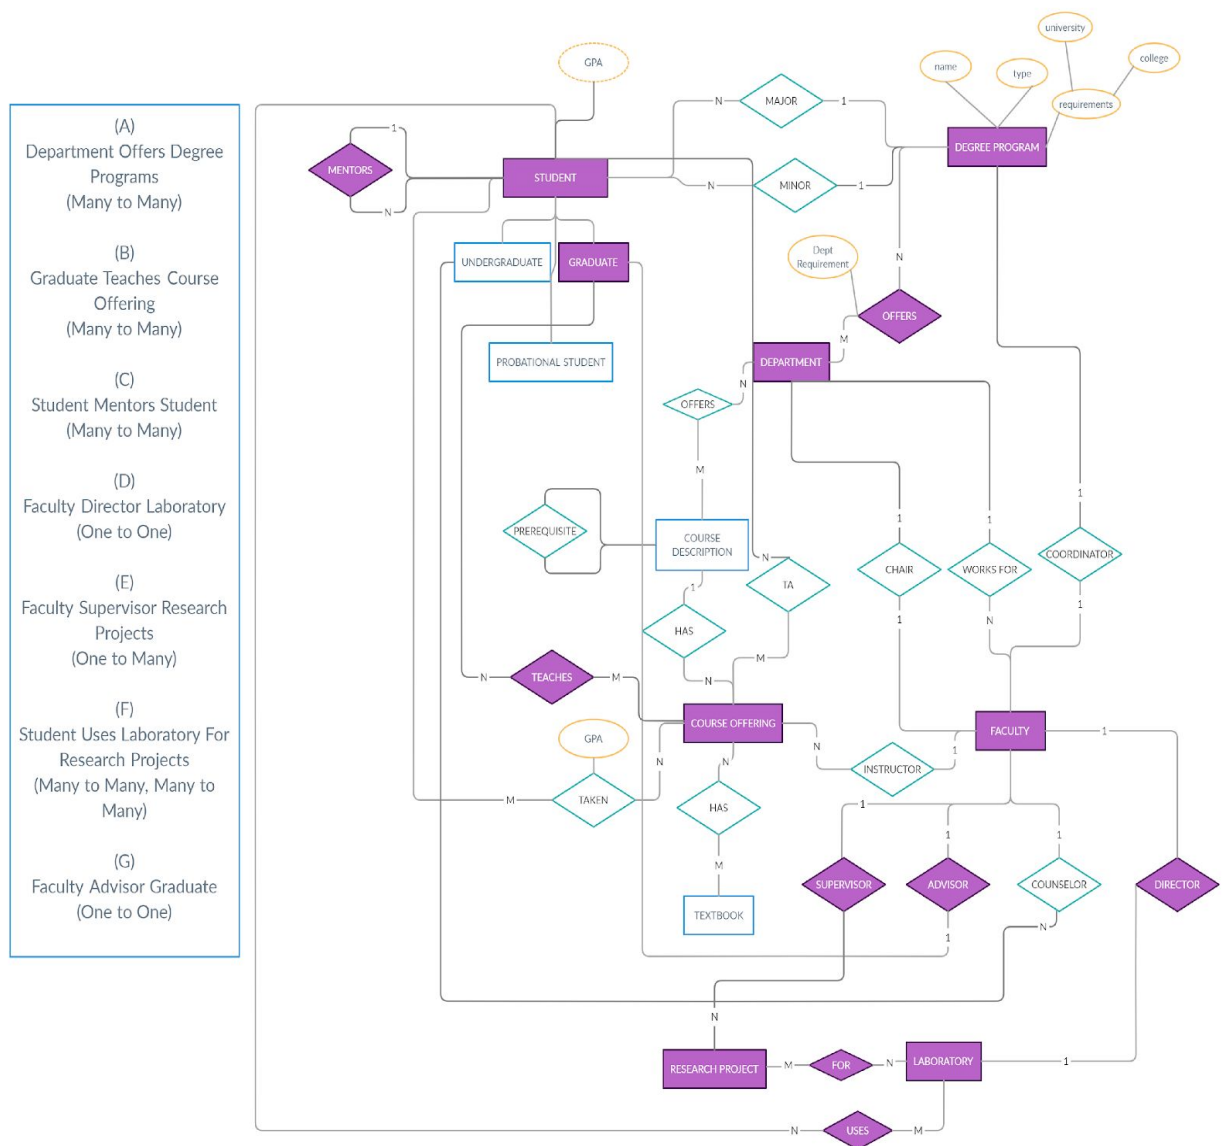 (A)
Department Offers Degree
Programs
(Many to Many)
(B)
Graduate Teaches Course
Offering
(Many to Many)
(C)
Student Mentors Student
(Many to Many)
(D)
Faculty Director Laboratory
(One to One)
(E)
Faculty Supervisor Research
Projects
(One to Many)
(F)
Student Uses Laboratory For
Research Projects
(Many to Many, Many to
Many)
(G)
Faculty Advisor Graduate
(One to One)
university
GPA
name
type
college
requirements
N
MAJOR
1
1
DEGREE PROGRAM
MENTORS
STUDENT
N
MINOR
1
N
Dept
Requirement
N
UNDERGRADUATE
GRADUATE
OFFERS
M
PROBATIONAL STUDENT
DEPARTMENT
N
OFFERS
M
1
1
1
PREREQUISITE
COURSE
DESCRIPTION
N
COORDINATOR
CHAIR
WORKS FOR
TA
1
1
1
N
HAS
M
N
N
TEACHES
M
COURSE OFFERING
FACULTY
1
GPA
N
N
1
INSTRUCTOR
N
M
TAKEN
HAS
1
1
1
M
SUPERVISOR
ADVISOR
COUNSELOR
DIRECTOR
TEXTBOOK
N
1
N
RESEARCH PROJECT
M
FOR
N
LABORATORY
1
N
USES
M